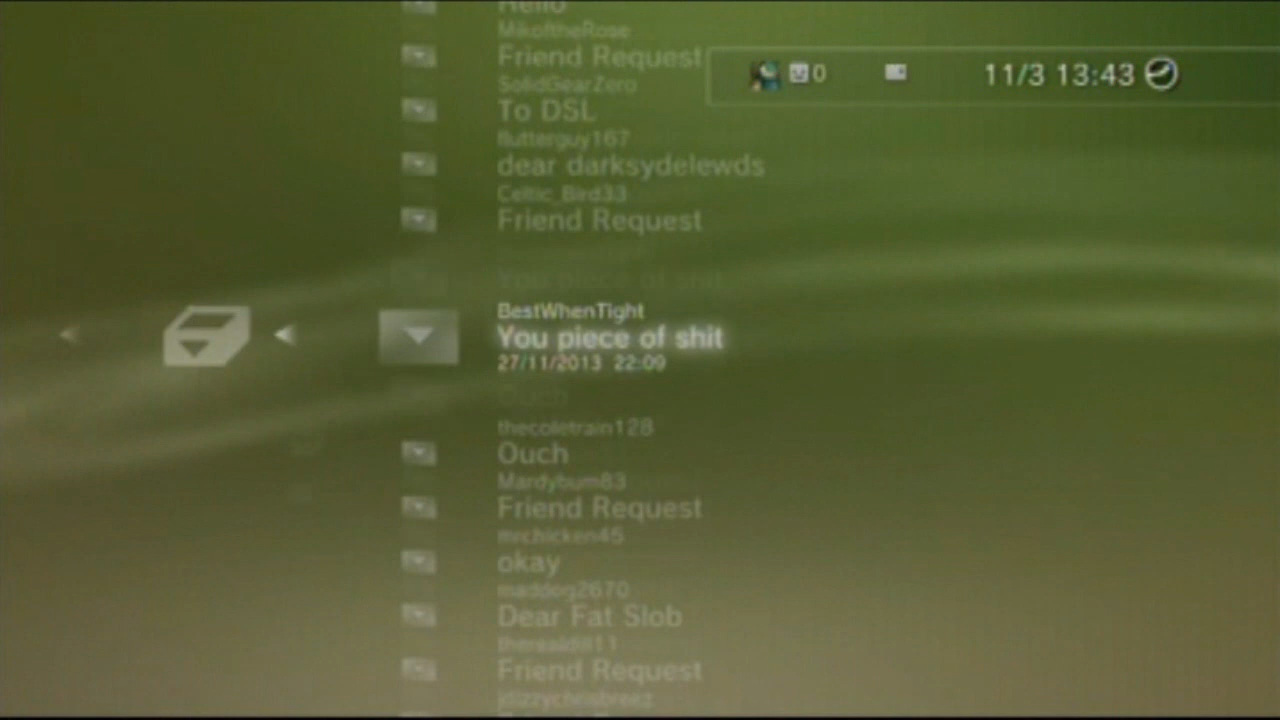 Hello
MikoftheRose
Friend Request
SolidGearZero
To DSL
flutterguy167
dear darksydelewds
Celtic_Bird33
Friend Request
0
11/3 13:43
BestWhenTight
You piece of shit
27/11/2013 22:09
thecoletrain128
Ouch
Mardybum83
Friend Request
mrchicken45
okay
maddog2670
Dear Fat Slob
Friend Request